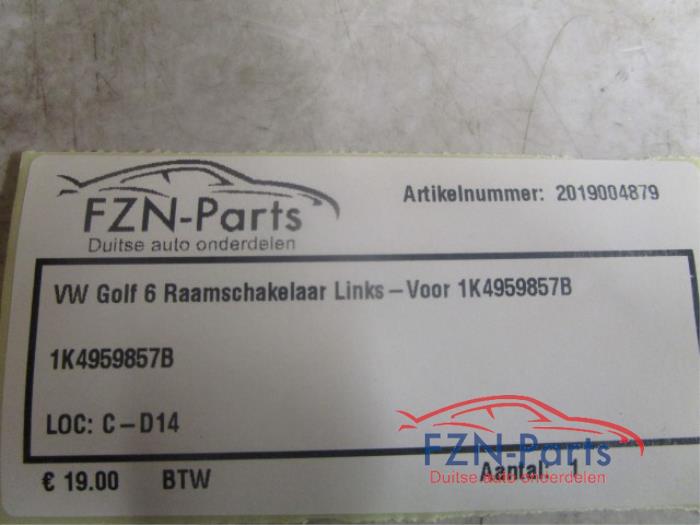 FZN-Parts
Duitse auto onderdelen
Artikelnummer: 2019004879
VW Golf 6 Raamschakelaar Links-Voor 1K4959857B
1K4959857B
LOC: C-D14
€ 19.00 BTW
Aantal: 1
FZN-Parts
Duitse auto onderdelen